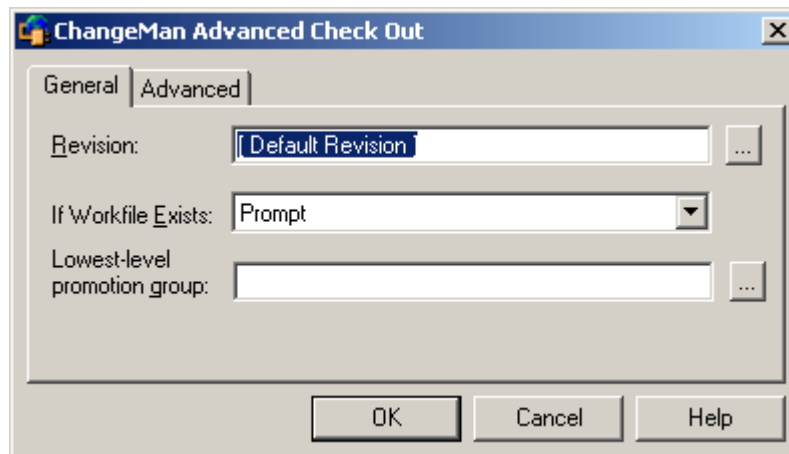 ChangeMan Advanced Check Out
General Advanced
Revision: [ Default Revision ] ...
If Workfile Exists: Prompt
Lowest-level
promotion group: ...
OK Cancel Help